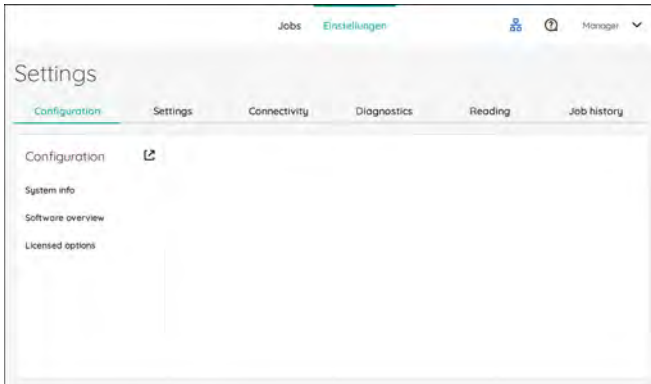 Jobs Einstellungen Manager
Settings
Configuration Settings Connectivity Diagnostics Reading Job history
Configuration
System info
Software overview
Licensed options